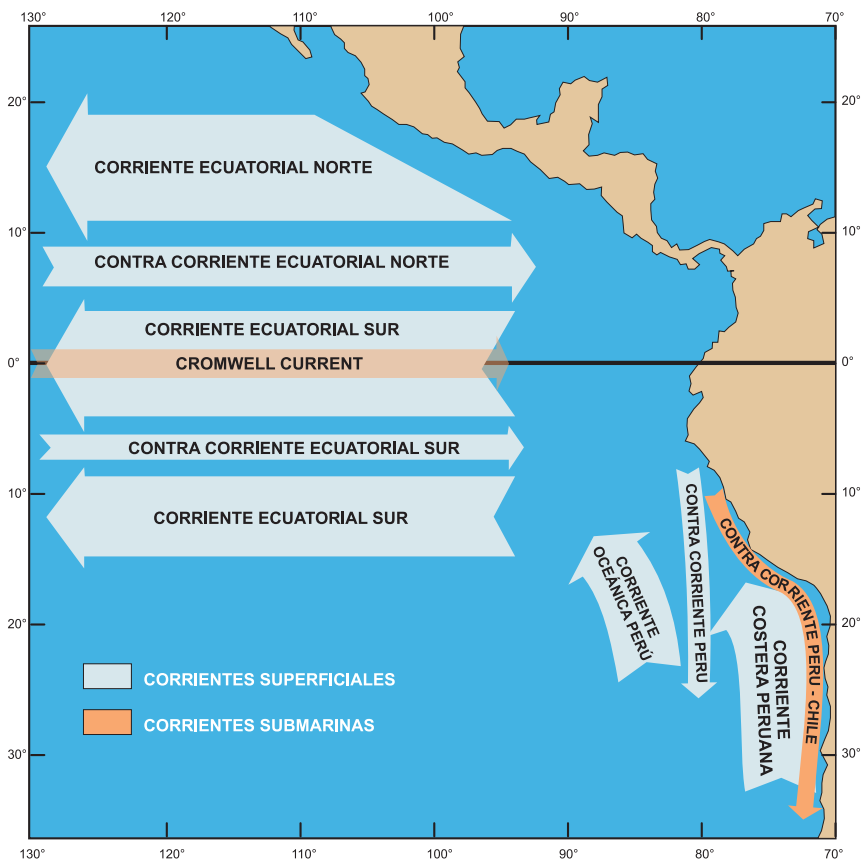 130° 120° 110° 100° 90° 80° 70°
20° 20°
CORRIENTE ECUATORIAL NORTE
10° 10°
CONTRA CORRIENTE ECUATORIAL NORTE
CORRIENTE ECUATORIAL SUR
0° CROMWELL CURRENT 0°
CONTRA CORRIENTE ECUATORIAL SUR
10° 10°
CORRIENTE ECUATORIAL SUR
CORRIENTE
OCEÁNICA PERÚ
CONTRA CORRIENTE PERU
CONTRA CORRIENTE PERU - CHILE
CORRIENTE
COSTERA PERUANA
20° 20°
CORRIENTES SUPERFICIALES
CORRIENTES SUBMARINAS
30° 30°
130° 120° 110° 100° 90° 80° 70°